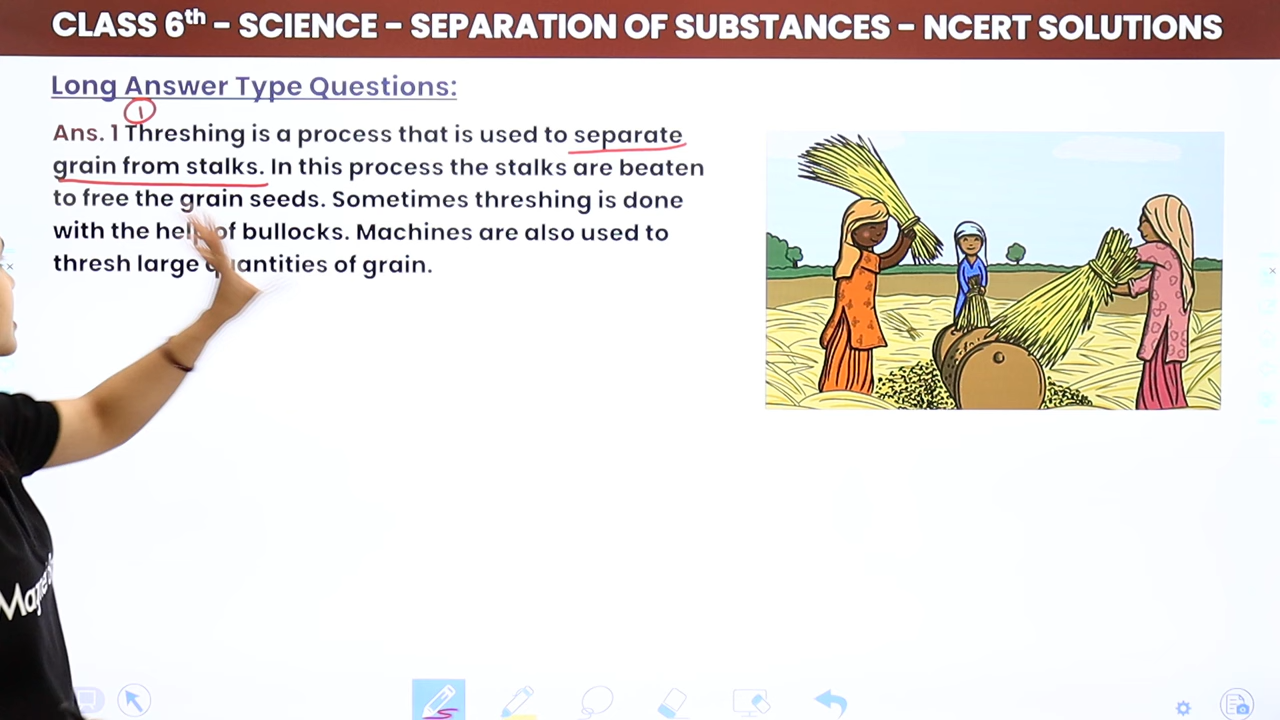 CLASS 6th – SCIENCE – SEPARATION OF SUBSTANCES – NCERT SOLUTIONS
Long Answer Type Questions:
1
Ans. 1 Threshing is a process that is used to separate
grain from stalks. In this process the stalks are beaten
to free the grain seeds. Sometimes threshing is done
with the help of bullocks. Machines are also used to
thresh large quantities of grain.